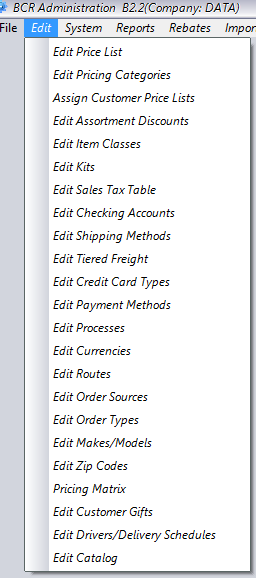 BCR Administration B2.2(Company: DATA)
File Edit System Reports Rebates Impor
Edit Price List
Edit Pricing Categories
Assign Customer Price Lists
Edit Assortment Discounts
Edit Item Classes
Edit Kits
Edit Sales Tax Table
Edit Checking Accounts
Edit Shipping Methods
Edit Tiered Freight
Edit Credit Card Types
Edit Payment Methods
Edit Processes
Edit Currencies
Edit Routes
Edit Order Sources
Edit Order Types
Edit Makes/Models
Edit Zip Codes
Pricing Matrix
Edit Customer Gifts
Edit Drivers/Delivery Schedules
Edit Catalog